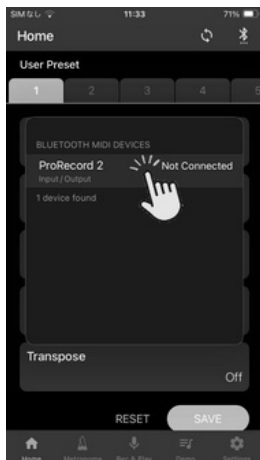 SIMなし 11:33 71%
Home
User Preset
1 2 3 4 5
BLUETOOTH MIDI DEVICES
ProRecord 2 Not Connected
Input / Output
1 device found
Transpose
Off
RESET SAVE
Home Metronome Rec & Play Demo Settings